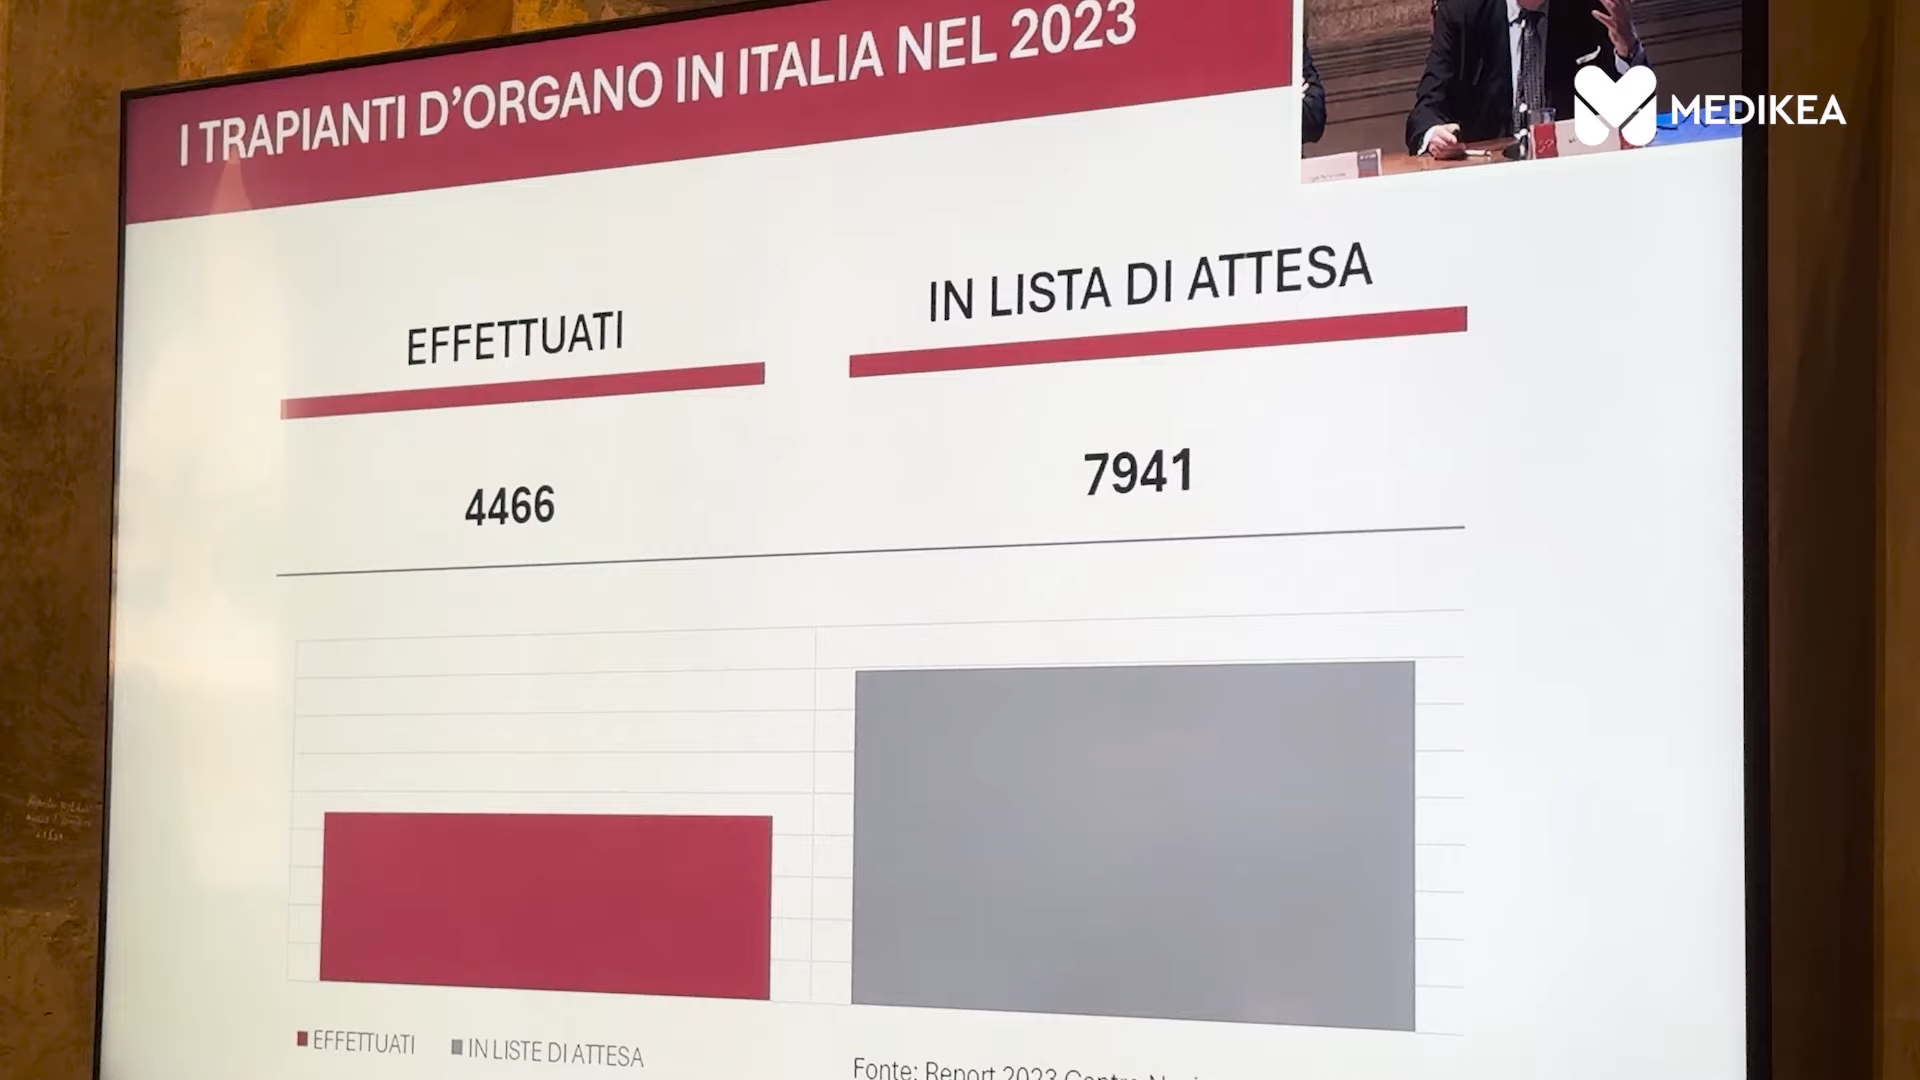 I TRAPIANTI D'ORGANO IN ITALIA NEL 2023
MEDIKEA
EFFETTUATI
IN LISTA DI ATTESA
4466
7941
EFFETTUATI
IN LISTE DI ATTESA
Fonte: Report 2023 Centro